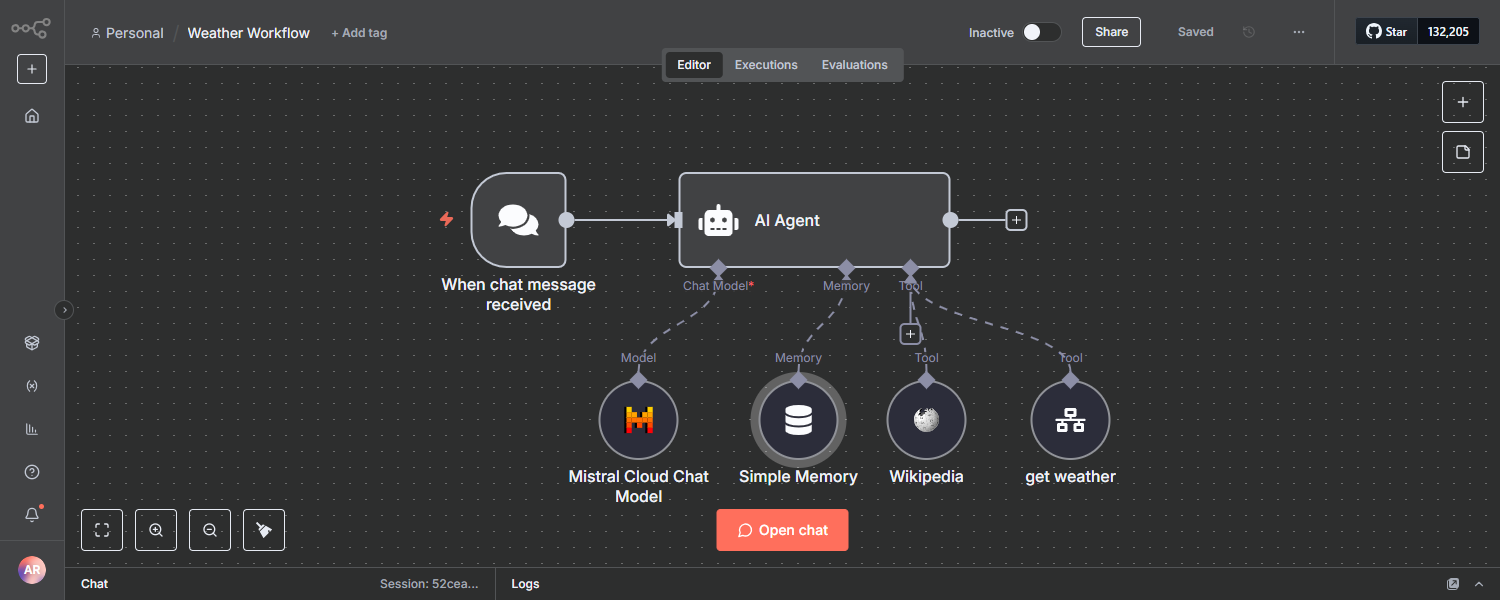 Personal / Weather Workflow + Add tag
Inactive
Share
Saved
...
Star 132,205
Editor Executions Evaluations
AI Agent
When chat message
received
Chat Model*
Memory
Tool
Model
Memory
Tool
Tool
Mistral Cloud Chat
Model
Simple Memory
Wikipedia
get weather
Open chat
AR
Chat
Session: 52cea...
Logs